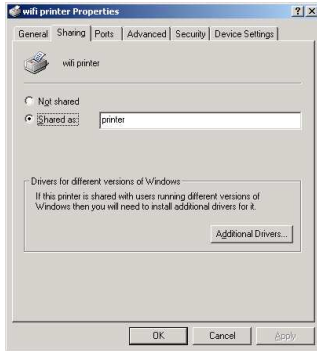 wifi printer Properties
General Sharing Ports Advanced Security Device Settings
wifi printer
Not shared
Shared as: printer
Drivers for different versions of Windows
If this printer is shared with users running different versions of
Windows then you will need to install additional drivers for it.
Additional Drivers...
OK Cancel Apply